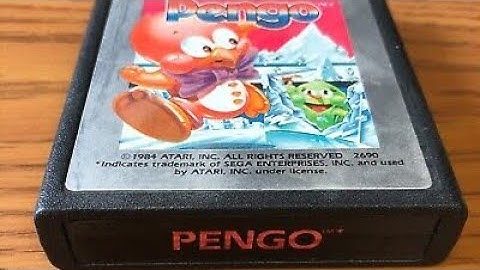 Pengo
©1984 ATARI, INC. ALL RIGHTS RESERVED 2690
*Indicates trademark of SEGA ENTERPRISES, INC. and used
by ATARI, INC. under license.
PENGO™*